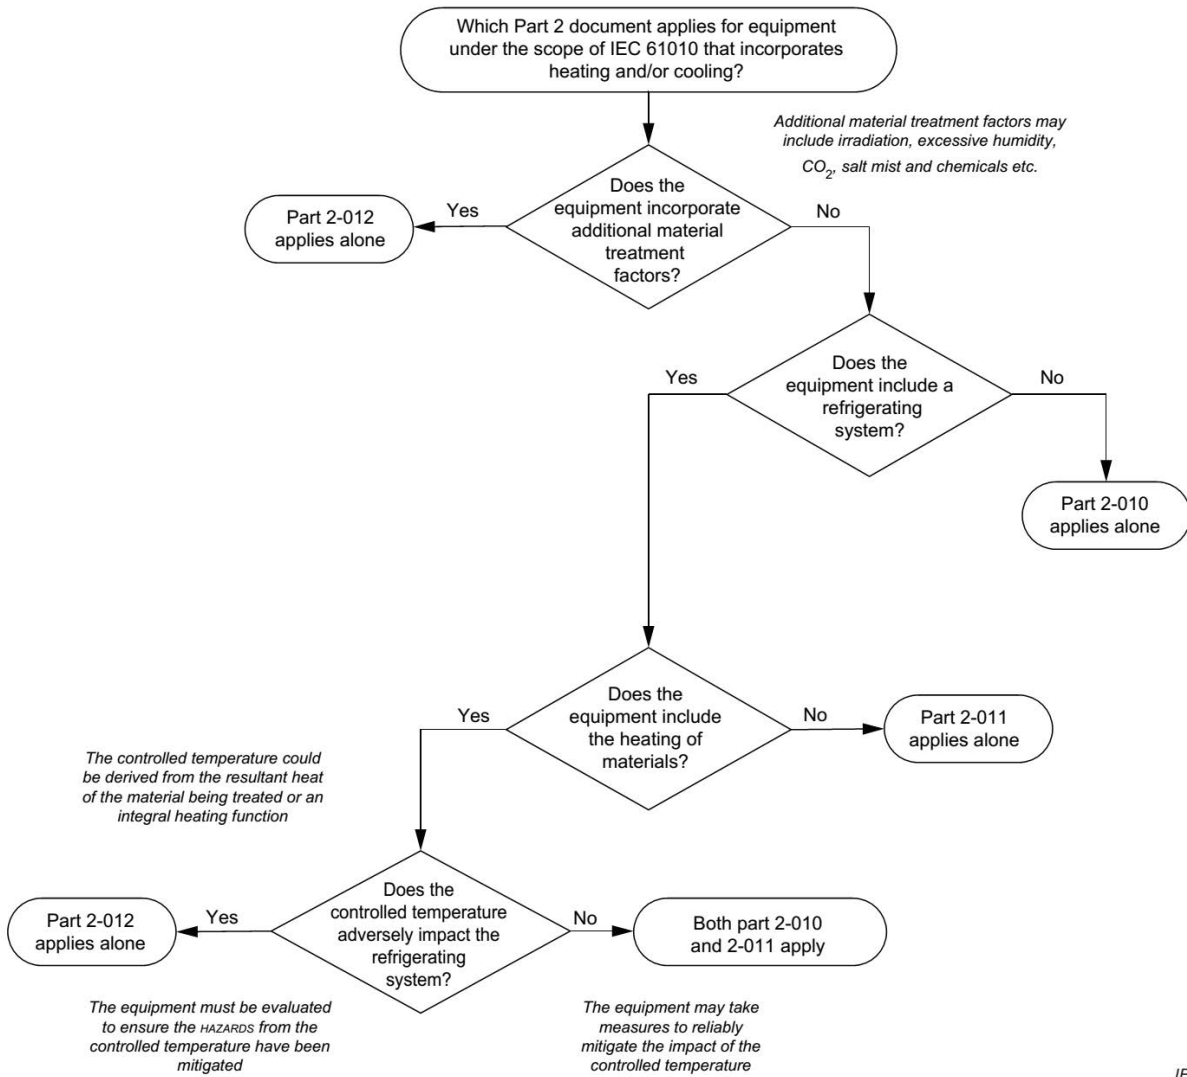 Which Part 2 document applies for equipment
under the scope of IEC 61010 that incorporates
heating and/or cooling?
Additional material treatment factors may
include irradiation, excessive humidity,
CO2, salt mist and chemicals etc.
Does the
equipment incorporate
additional material
treatment
factors?
Yes
No
Part 2-012
applies alone
Does the
equipment include a
refrigerating
system?
Yes
No
Part 2-010
applies alone
Does the
equipment include
the heating of
materials?
Yes
No
Part 2-011
applies alone
The controlled temperature could
be derived from the resultant heat
of the material being treated or an
integral heating function
Does the
controlled temperature
adversely impact the
refrigerating
system?
Yes
No
Part 2-012
applies alone
Both part 2-010
and 2-011 apply
The equipment must be evaluated
to ensure the HAZARDS from the
controlled temperature have been
mitigated
The equipment may take
measures to reliably
mitigate the impact of the
controlled temperature